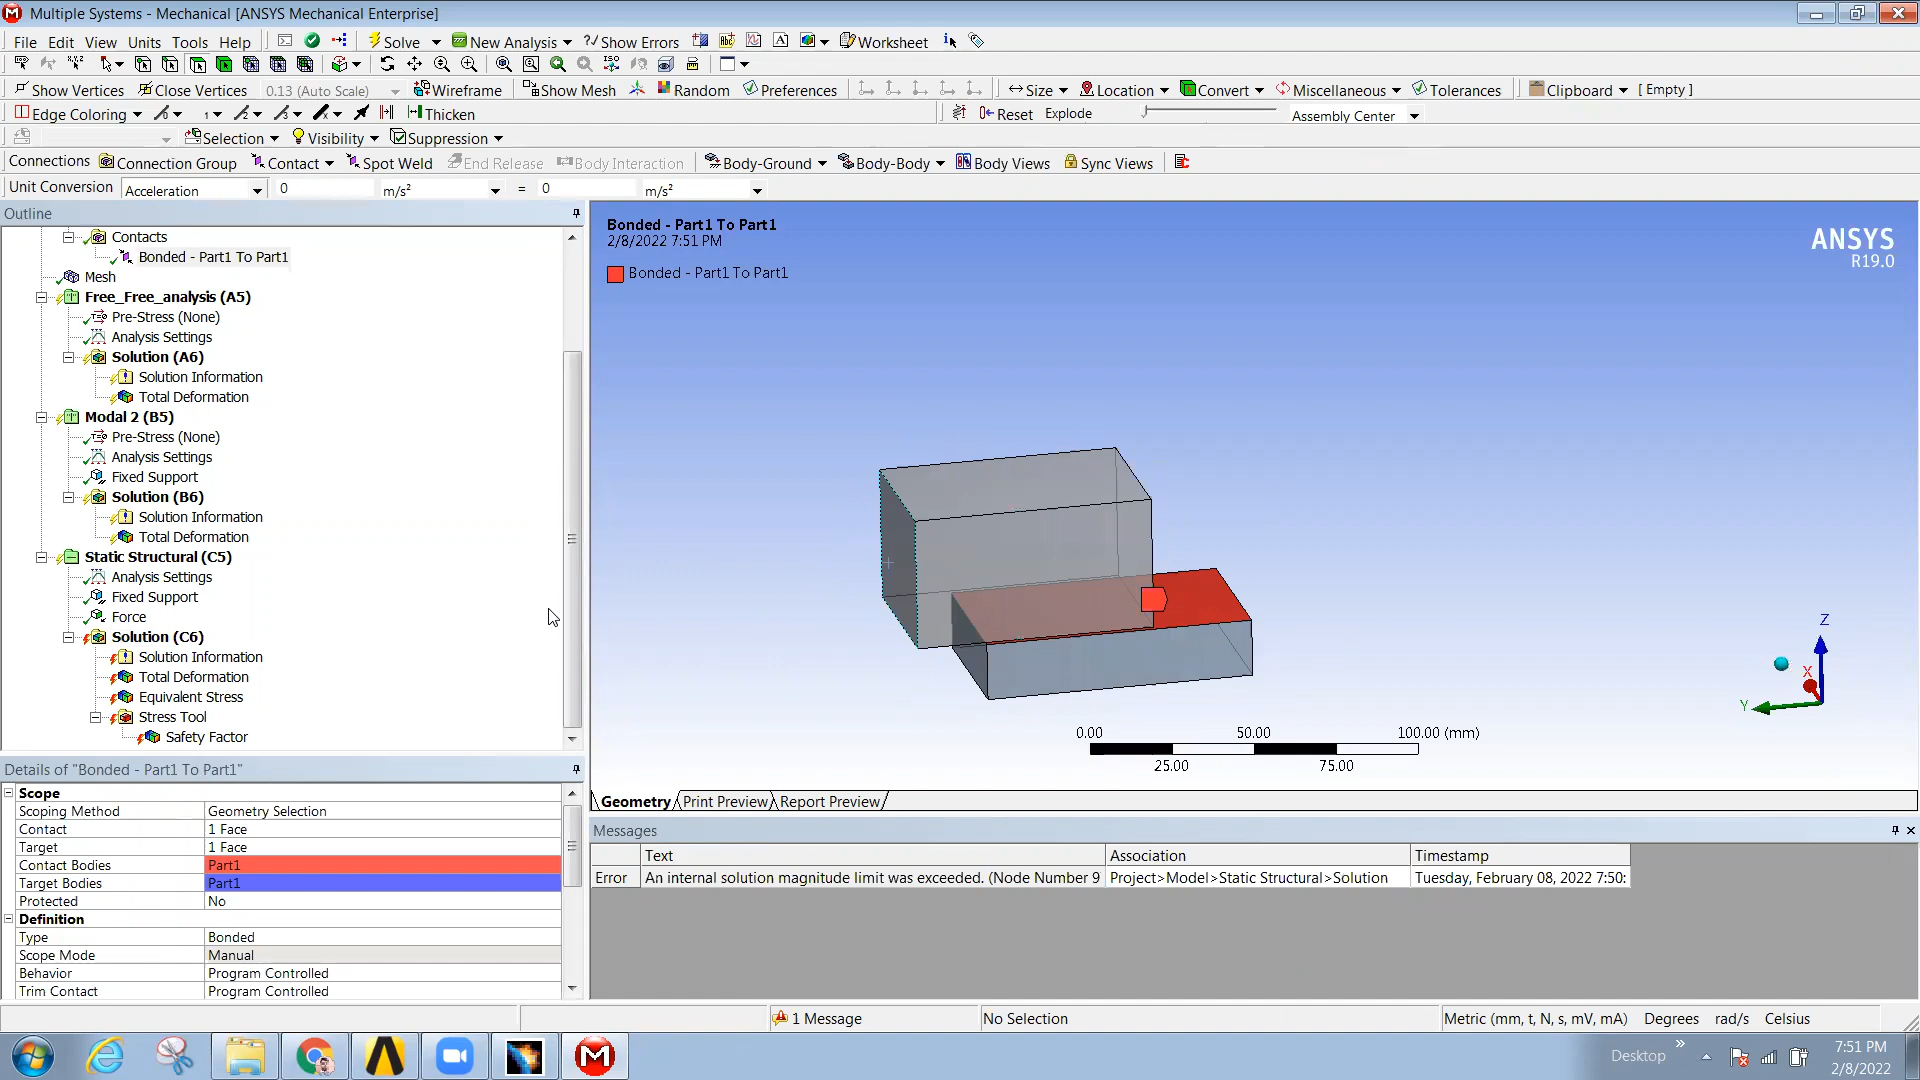 Multiple Systems - Mechanical [ANSYS Mechanical Enterprise]
File Edit View Units Tools Help Solve New Analysis ?/ Show Errors Worksheet
Show Vertices Close Vertices 0.13 (Auto Scale) Wireframe Show Mesh Random Preferences Size Location Convert Miscellaneous Tolerances Clipboard [ Empty ]
Edge Coloring Thicken Reset Explode Assembly Center
Selection Visibility Suppression
Connections Connection Group Contact Spot Weld End Release Body Interaction Body-Ground Body-Body Body Views Sync Views
Unit Conversion Acceleration 0 m/s² = 0 m/s²
Outline
Contacts
Bonded - Part1 To Part1
Mesh
Free_Free_analysis (A5)
Pre-Stress (None)
Analysis Settings
Solution (A6)
Solution Information
Total Deformation
Modal 2 (B5)
Pre-Stress (None)
Analysis Settings
Fixed Support
Solution (B6)
Solution Information
Total Deformation
Static Structural (C5)
Analysis Settings
Fixed Support
Force
Solution (C6)
Solution Information
Total Deformation
Equivalent Stress
Stress Tool
Safety Factor
Details of "Bonded - Part1 To Part1"
Scope
Scoping Method Geometry Selection
Contact 1 Face
Target 1 Face
Contact Bodies Part1
Target Bodies Part1
Protected No
Definition
Type Bonded
Scope Mode Manual
Behavior Program Controlled
Trim Contact Program Controlled
Bonded - Part1 To Part1
2/8/2022 7:51 PM
Bonded - Part1 To Part1
ANSYS
R19.0
Z
X
Y
0.00 50.00 100.00 (mm)
25.00 75.00
Geometry Print Preview Report Preview
Messages
Text Association Timestamp
Error An internal solution magnitude limit was exceeded. (Node Number 9 Project>Model>Static Structural>Solution Tuesday, February 08, 2022 7:50:
1 Message No Selection Metric (mm, t, N, s, mV, mA) Degrees rad/s Celsius
Desktop
7:51 PM
2/8/2022